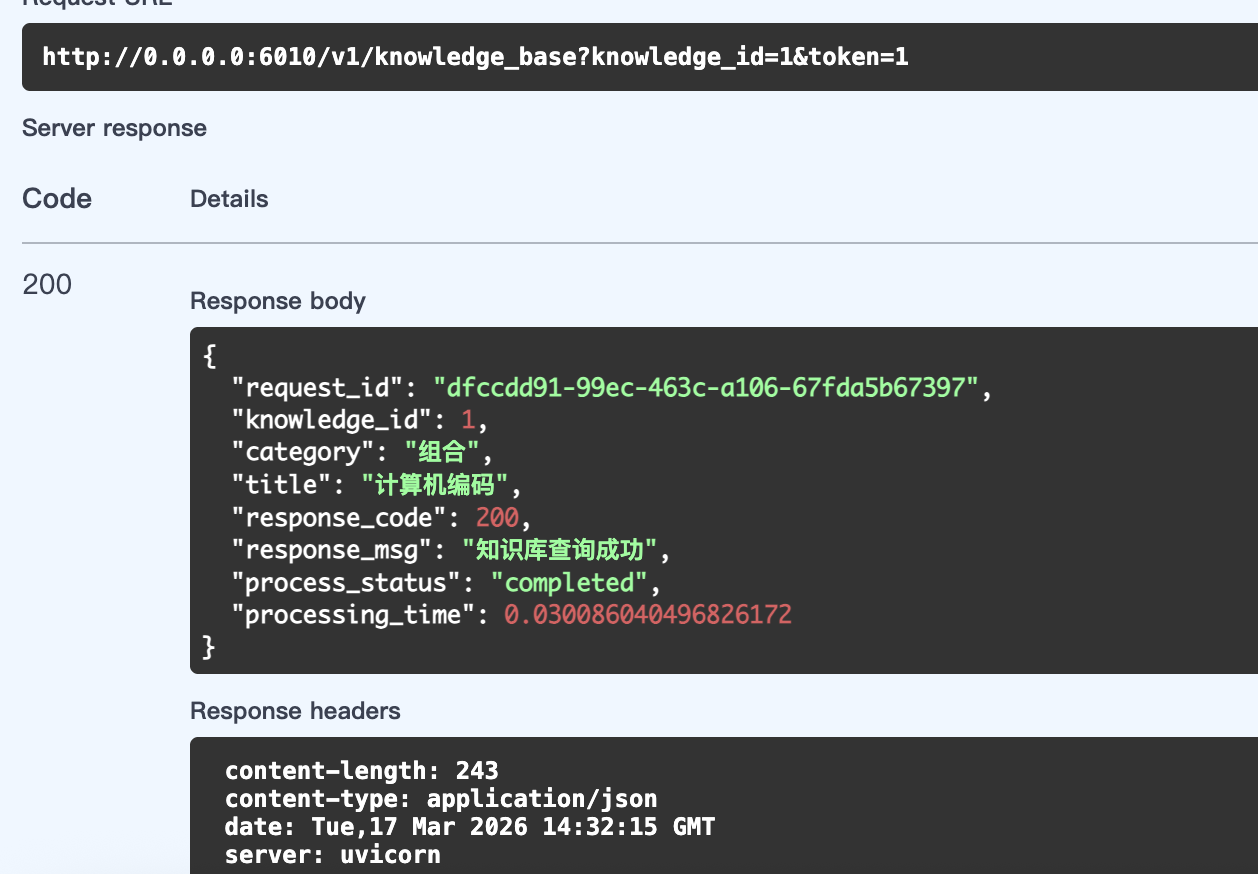 Request URL
http://0.0.0.0:6010/v1/knowledge_base?knowledge_id=1&token=1
Server response
Code Details
200
Response body
{
"request_id": "dfccdd91-99ec-463c-a106-67fda5b67397",
"knowledge_id": 1,
"category": "组合",
"title": "计算机编码",
"response_code": 200,
"response_msg": "知识库查询成功",
"process_status": "completed",
"processing_time": 0.030086040496826172
}
Response headers
content-length: 243
content-type: application/json
date: Tue,17 Mar 2026 14:32:15 GMT
server: uvicorn